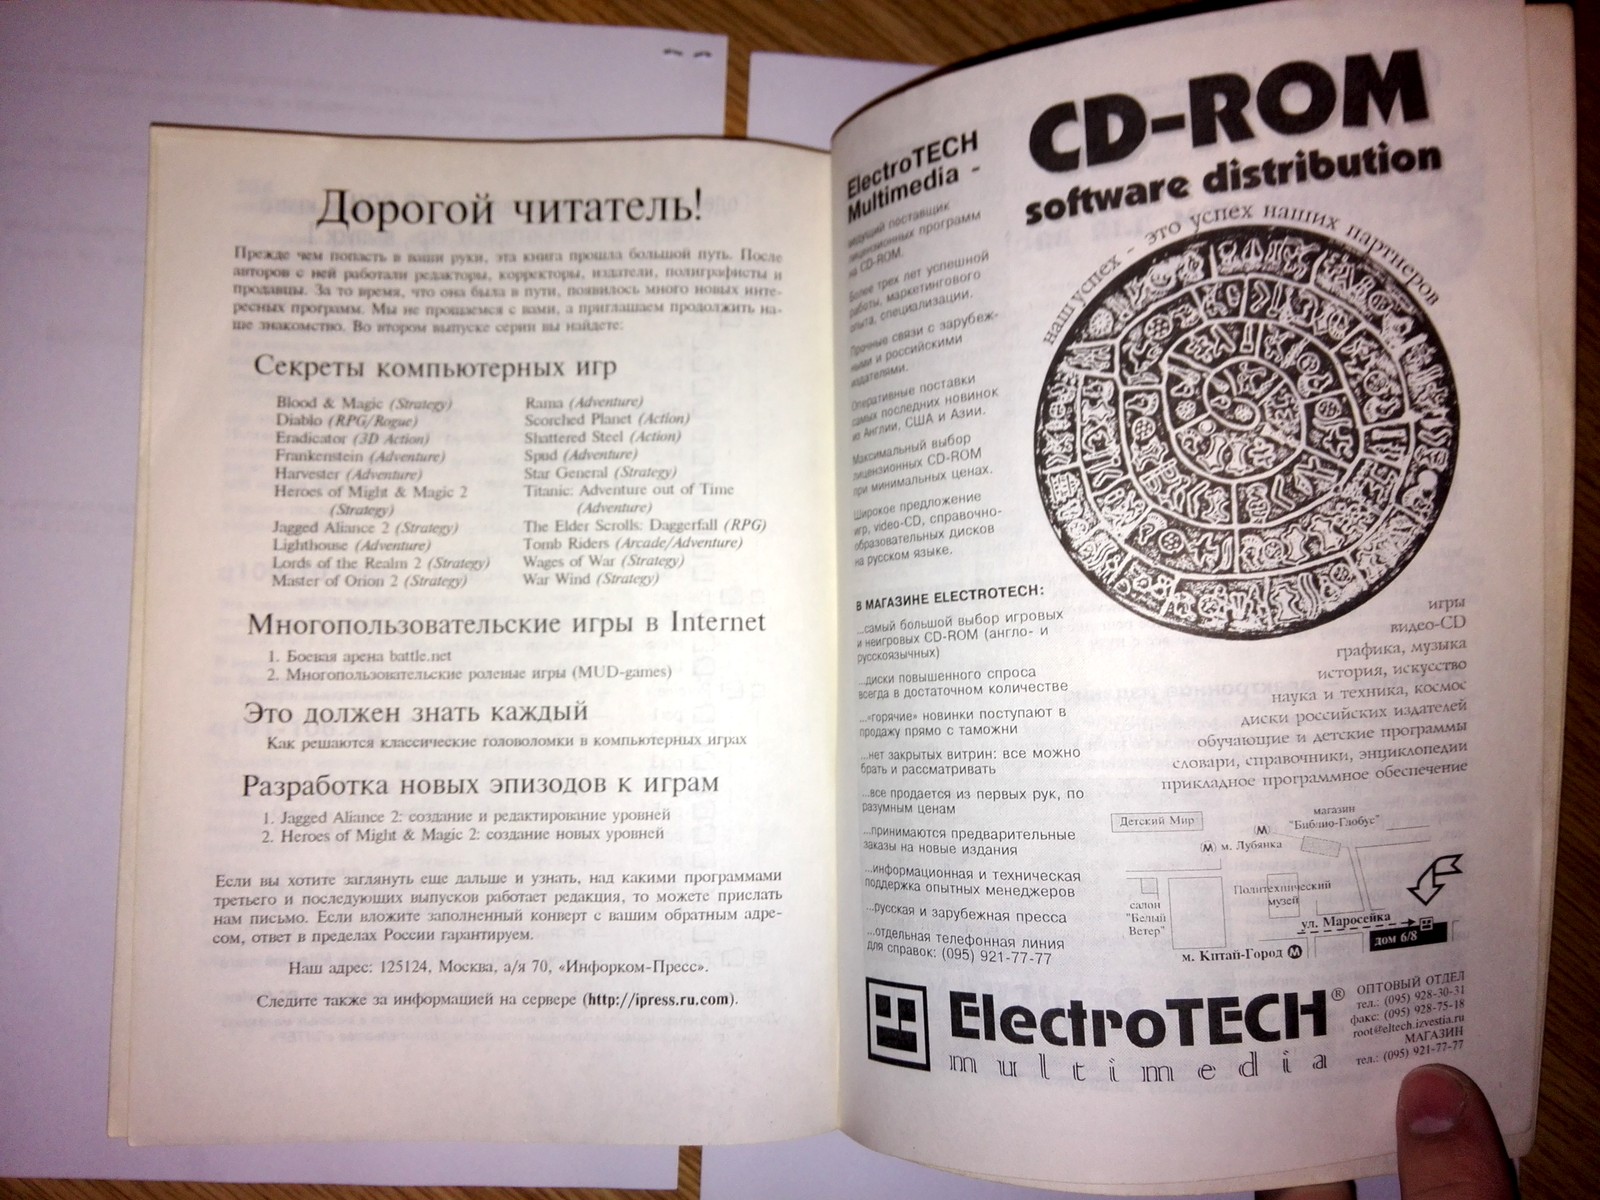 Дорогой читатель!
Прежде чем попасть в ваши руки, эта книга прошла большой путь. После
авторов с ней работали редакторы, корректоры, издатели, полиграфисты и
продавцы. За то время, что она была в пути, появилось много новых инте-
ресных программ. Мы не прощаемся с вами, а приглашаем продолжить на-
ше знакомство. Во втором выпуске серии вы найдете:
Секреты компьютерных игр
Blood & Magic (Strategy)
Diablo (RPG/Rogue)
Eradicator (3D Action)
Frankenstein (Adventure)
Harvester (Adventure)
Heroes of Might & Magic 2
(Strategy)
Jagged Aliance 2 (Strategy)
Lighthouse (Adventure)
Lords of the Realm 2 (Strategy)
Master of Orion 2 (Strategy)
Rama (Adventure)
Scorched Planet (Action)
Shattered Steel (Action)
Spud (Adventure)
Star General (Strategy)
Titanic: Adventure out of Time
(Adventure)
The Elder Scrolls: Daggerfall (RPG)
Tomb Riders (Arcade/Adventure)
Wages of War (Strategy)
War Wind (Strategy)
Многопользовательские игры в Internet
1. Боевая арена battle.net
2. Многопользовательские ролевые игры (MUD-games)
Это должен знать каждый
Как решаются классические головоломки в компьютерных играх
Разработка новых эпизодов к играм
1. Jagged Aliance 2: создание и редактирование уровней
2. Heroes of Might & Magic 2: создание новых уровней
Если вы хотите заглянуть еще дальше и узнать, над какими программами
третьего и последующих выпусков работает редакция, то можете прислать
нам письмо. Если вложите заполненный конверт с вашим обратным адре-
сом, ответ в пределах России гарантируем.
Наш адрес: 125124, Москва, а/я 70, «Инфорком-Пресс».
Следите также за информацией на сервере (http://ipress.ru.com).
CD-ROM
software distribution
наш успех - это успех наших партнеров
ElectroTECH
Multimedia -
ведущий поставщик
лицензионных программ
на CD-ROM.
Более трех лет успешной
работы, маркетингового
опыта, специализации.
Прочные связи с зарубеж-
ными и российскими
издателями.
Оперативные поставки
самых последних новинок
из Англии, США и Азии.
Максимальный выбор
лицензионных CD-ROM
при минимальных ценах.
Широкое предложение
игр, video-CD, справочно-
образовательных дисков
на русском языке.
В МАГАЗИНЕ ELECTROTECH:
...самый большой выбор игровых
и неигровых CD-ROM (англо- и
русскоязычных)
...диски повышенного спроса
всегда в достаточном количестве
...«горячие» новинки поступают в
продажу прямо с таможни
...нет закрытых витрин: все можно
брать и рассматривать
...все продается из первых рук, по
разумным ценам
...принимаются предварительные
заказы на новые издания
...информационная и техническая
поддержка опытных менеджеров
...русская и зарубежная пресса
...отдельная телефонная линия
для справок: (095) 921-77-77
игры
видео-CD
графика, музыка
история, искусство
наука и техника, космос
диски российских издателей
обучающие и детские программы
словари, справочники, энциклопедии
прикладное программное обеспечение
Детский Мир
магазин
"Библио-Глобус"
(М)
(М) м. Лубянка
салон
"Белый
Ветер"
Политехнический
музей
ул. Маросейка
дом 6/8
м. Китай-Город М
ElectroTECH®
multimedia
ОПТОВЫЙ ОТДЕЛ
тел.: (095) 928-30-31
факс: (095) 928-75-18
root@eltech.izvestia.ru
МАГАЗИН
тел.: (095) 921-77-77